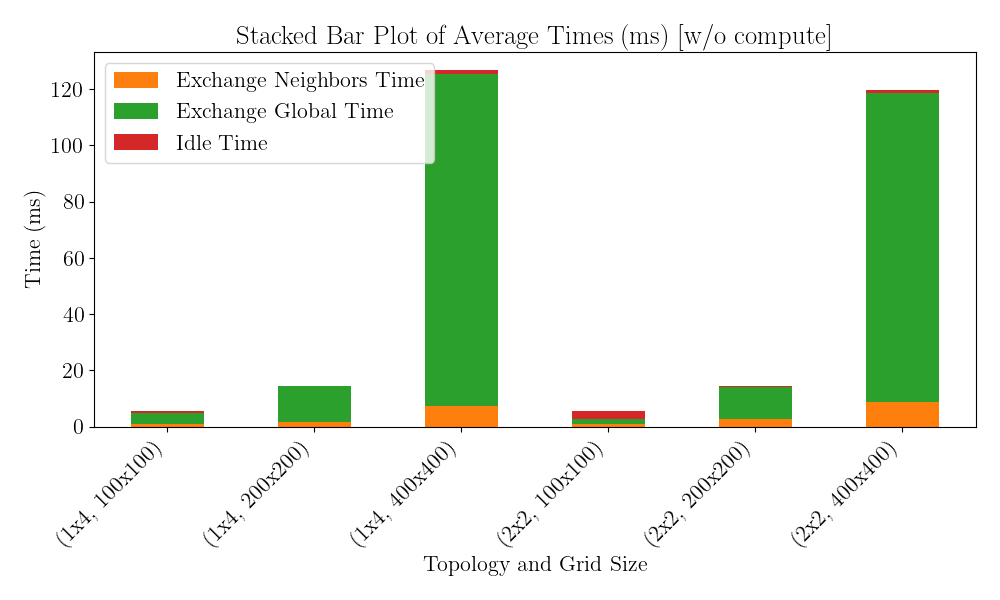 Stacked Bar Plot of Average Times (ms) [w/o compute]
Exchange Neighbors Time
Exchange Global Time
Idle Time
Time (ms)
120
100
80
60
40
20
0
(1x4, 100x100)
(1x4, 200x200)
(1x4, 400x400)
(2x2, 100x100)
(2x2, 200x200)
(2x2, 400x400)
Topology and Grid Size